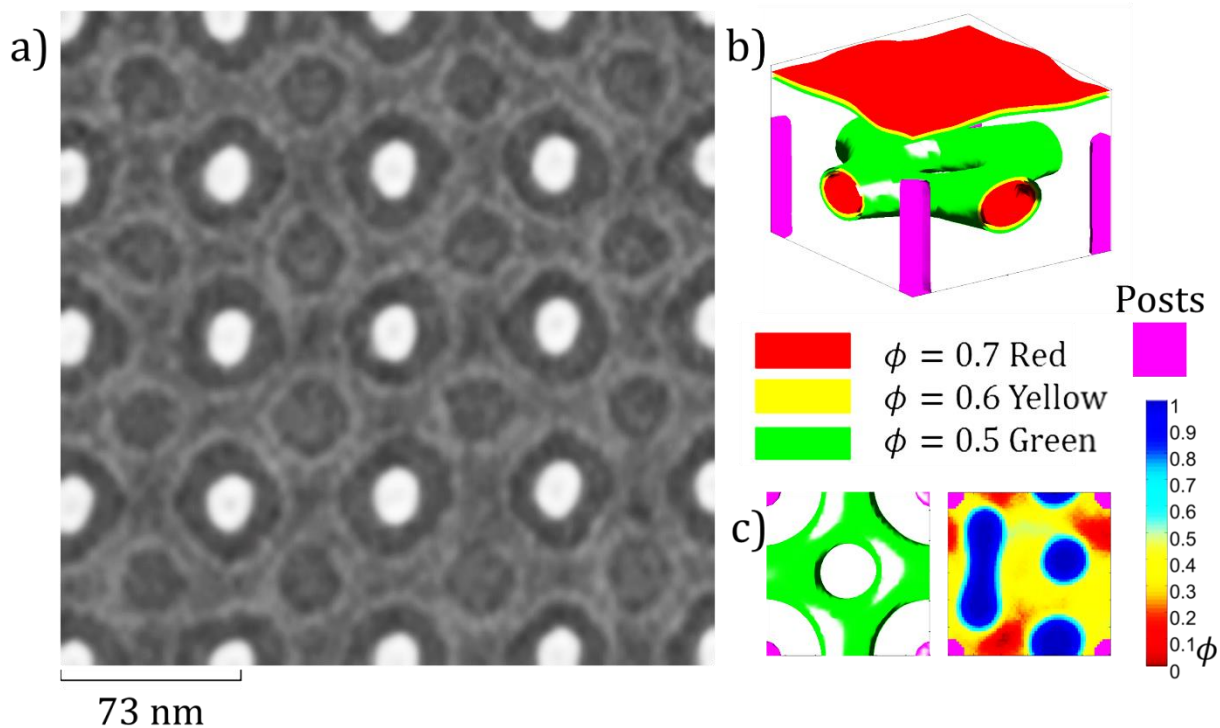 a)
73 nm
b)
Posts
ϕ = 0.7 Red
ϕ = 0.6 Yellow
ϕ = 0.5 Green
c)
1
0.9
0.8
0.7
0.6
0.5
0.4
0.3
0.2
0.1
0
ϕ